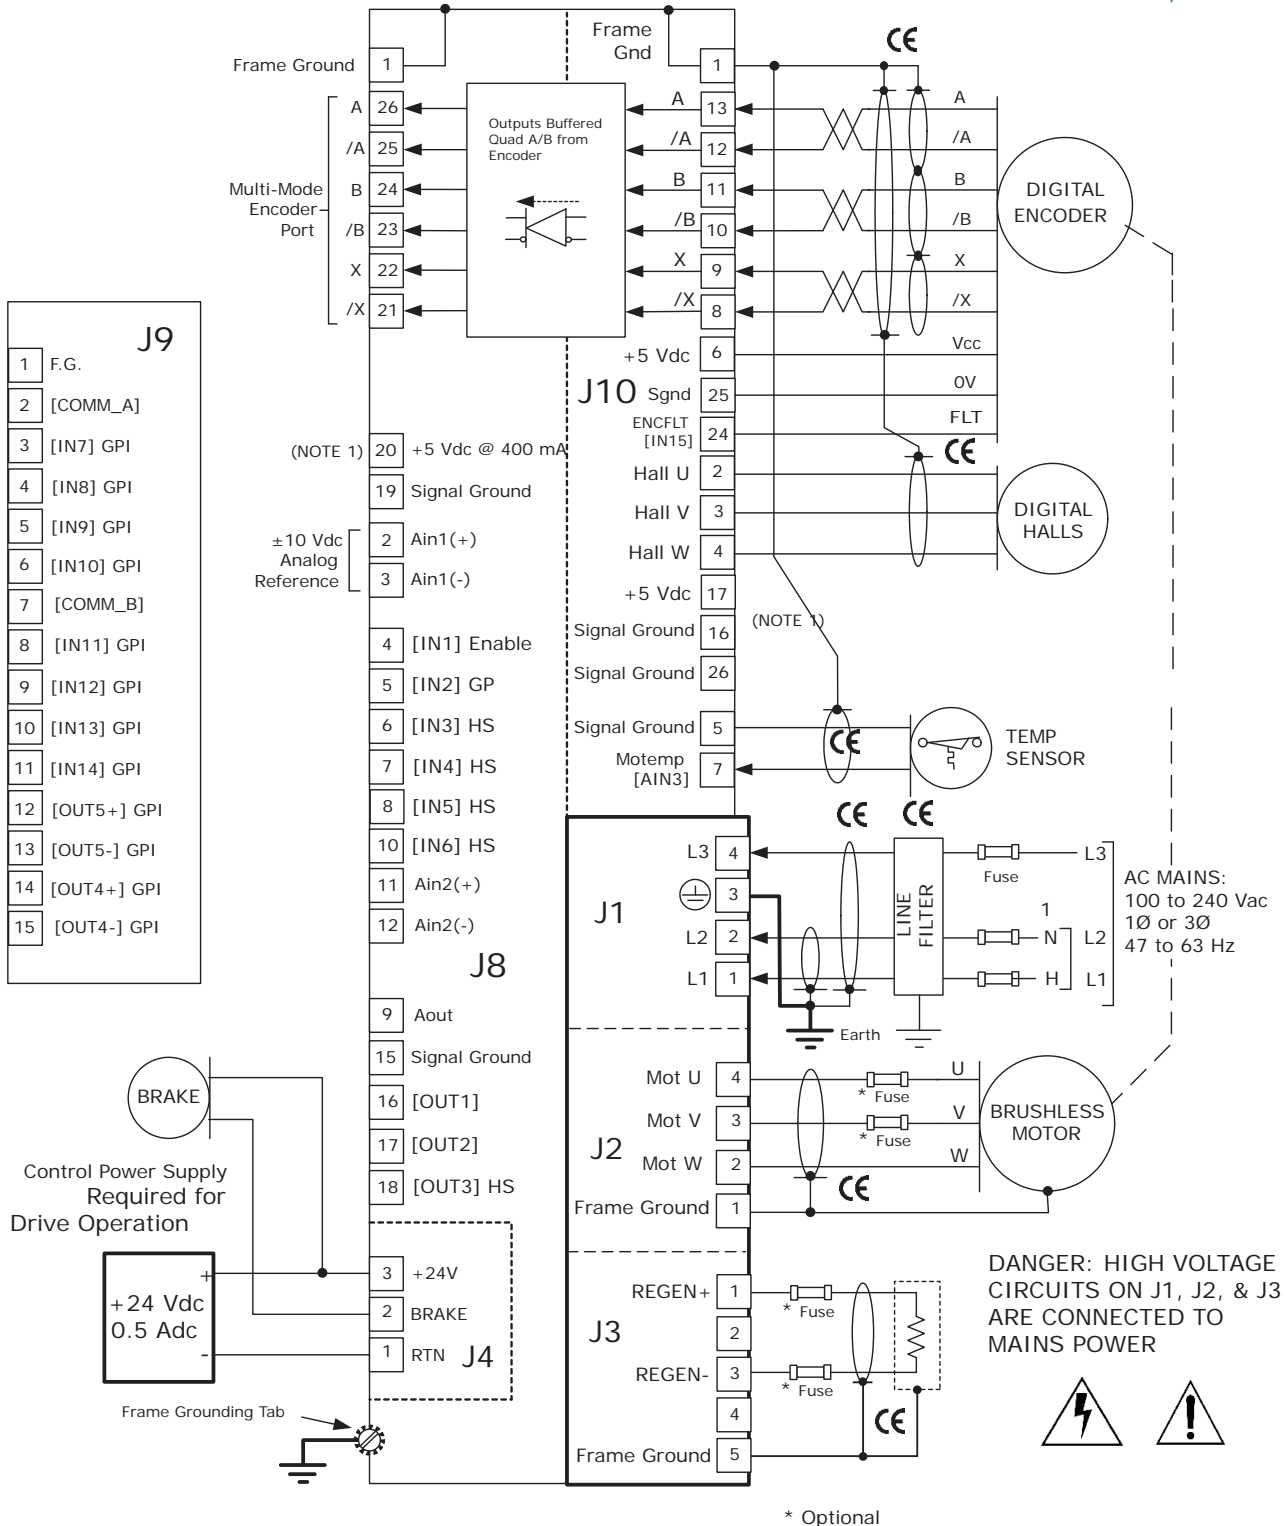 J9
1 F.G.
2 [COMM_A]
3 [IN7] GPI
4 [IN8] GPI
5 [IN9] GPI
6 [IN10] GPI
7 [COMM_B]
8 [IN11] GPI
9 [IN12] GPI
10 [IN13] GPI
11 [IN14] GPI
12 [OUT5+] GPI
13 [OUT5-] GPI
14 [OUT4+] GPI
15 [OUT4-] GPI
Frame Ground 1
Multi-Mode
Encoder
Port
A 26
/A 25
B 24
/B 23
X 22
/X 21
Outputs Buffered
Quad A/B from
Encoder
(NOTE 1) 20 +5 Vdc @ 400 mA
19 Signal Ground
±10 Vdc
Analog
Reference
2 Ain1(+)
3 Ain1(-)
4 [IN1] Enable
5 [IN2] GP
6 [IN3] HS
7 [IN4] HS
8 [IN5] HS
10 [IN6] HS
11 Ain2(+)
12 Ain2(-)
J8
9 Aout
15 Signal Ground
16 [OUT1]
17 [OUT2]
18 [OUT3] HS
BRAKE
Control Power Supply
Required for
Drive Operation
+24 Vdc
0.5 Adc
+
-
3 +24V
2 BRAKE
1 RTN
J4
Frame Grounding Tab
Frame
Gnd
1
CE
A 13 A
/A 12 /A
B 11 B
/B 10 /B
X 9 X
/X 8 /X
DIGITAL
ENCODER
+5 Vdc 6 Vcc
J10
Sgnd 25 0V
ENCFLT
[IN15]
24 FLT
CE
Hall U 2
Hall V 3
Hall W 4
DIGITAL
HALLS
+5 Vdc 17
Signal Ground 16
(NOTE 1)
Signal Ground 26
Signal Ground 5
Motemp
[AIN3]
7
CE
TEMP
SENSOR
CE CE
J1
L3 4
3
L2 2
L1 1
LINE
FILTER
Fuse
L3
1
N L2
H L1
AC MAINS:
100 to 240 Vac
1Ø or 3Ø
47 to 63 Hz
Earth
J2
Mot U 4 * Fuse U
Mot V 3 * Fuse V
Mot W 2 W
Frame Ground 1
CE
BRUSHLESS
MOTOR
J3
REGEN+ 1 * Fuse
2
REGEN- 3 * Fuse
4
Frame Ground 5
CE
DANGER: HIGH VOLTAGE
CIRCUITS ON J1, J2, & J3
ARE CONNECTED TO
MAINS POWER
* Optional